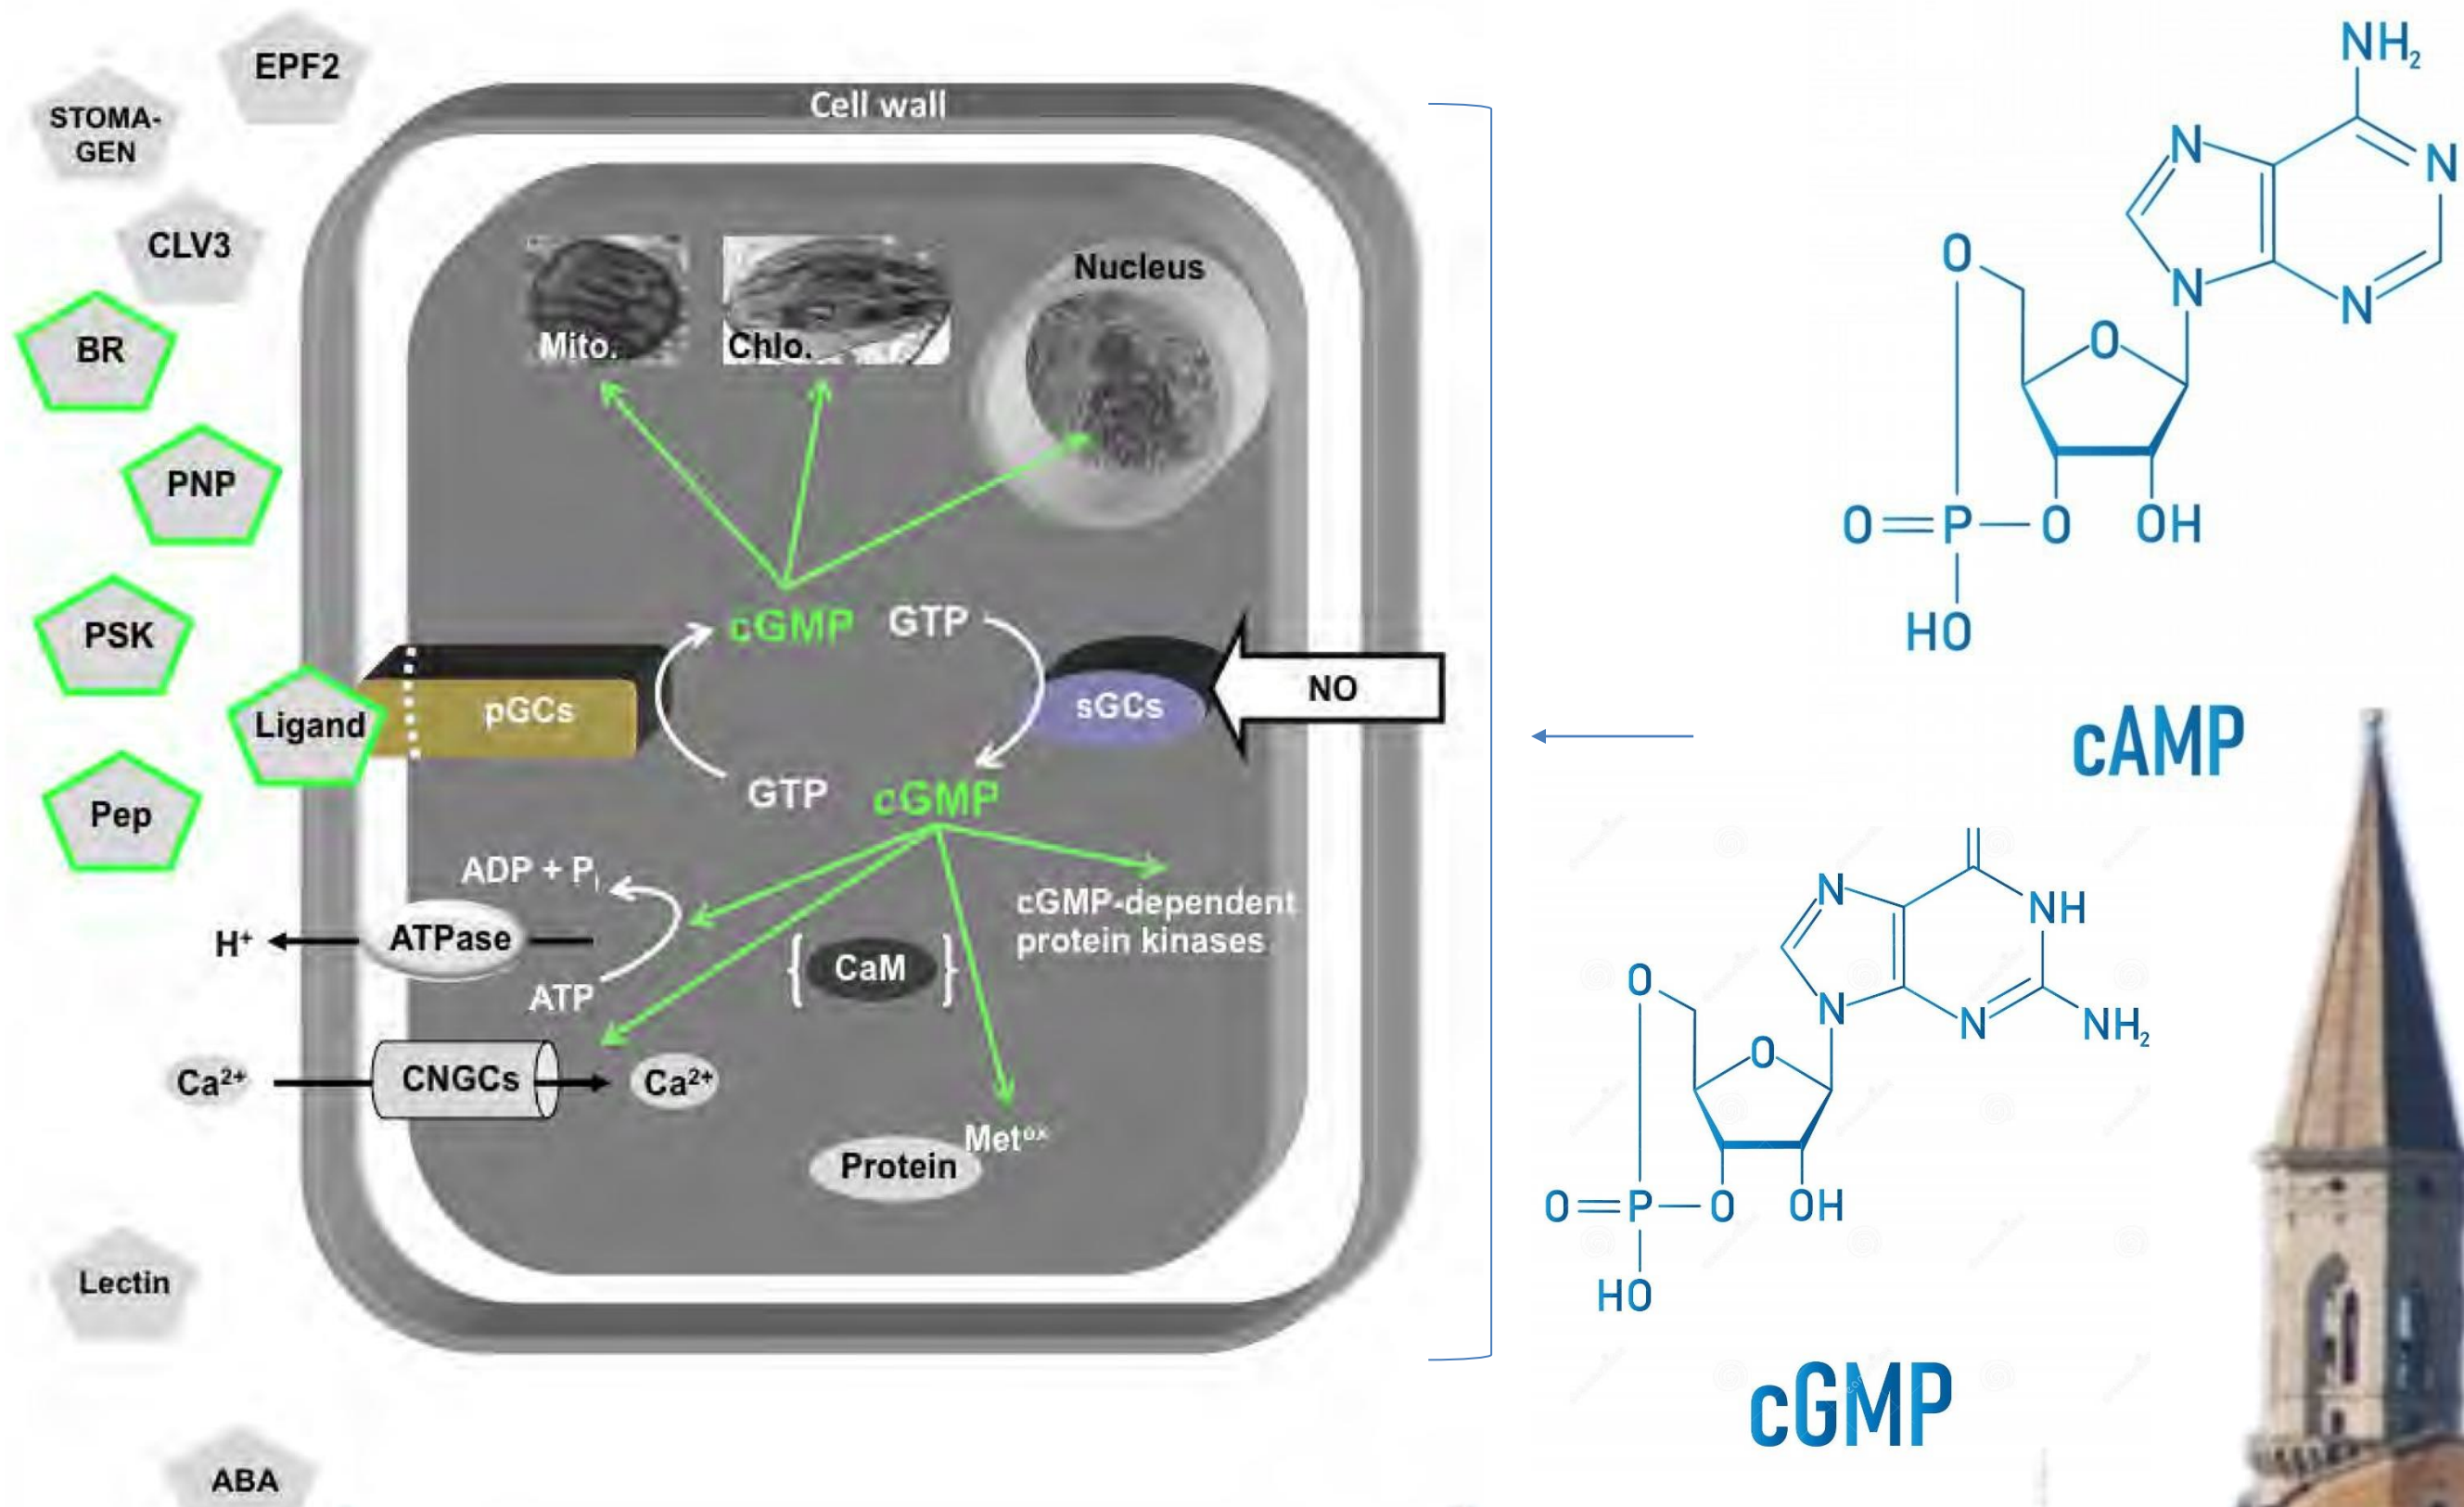 EPF2
STOMA-
GEN
CLV3
BR
PNP
PSK
Ligand
Pep
Lectin
ABA
Cell wall
Mito.
Chlo.
Nucleus
cGMP
GTP
pGCs
sGCs
NO
GTP
cGMP
ADP + Pi
H⁺
ATPase
ATP
CaM
cGMP-dependent
protein kinases
Ca²⁺
CNGCs
Ca²⁺
Metᵒˣ
Protein
NH₂
N
N
N
N
O
O
O
P
O
OH
HO
cAMP
N
NH
N
N
NH₂
O
O
O
P
O
OH
HO
cGMP